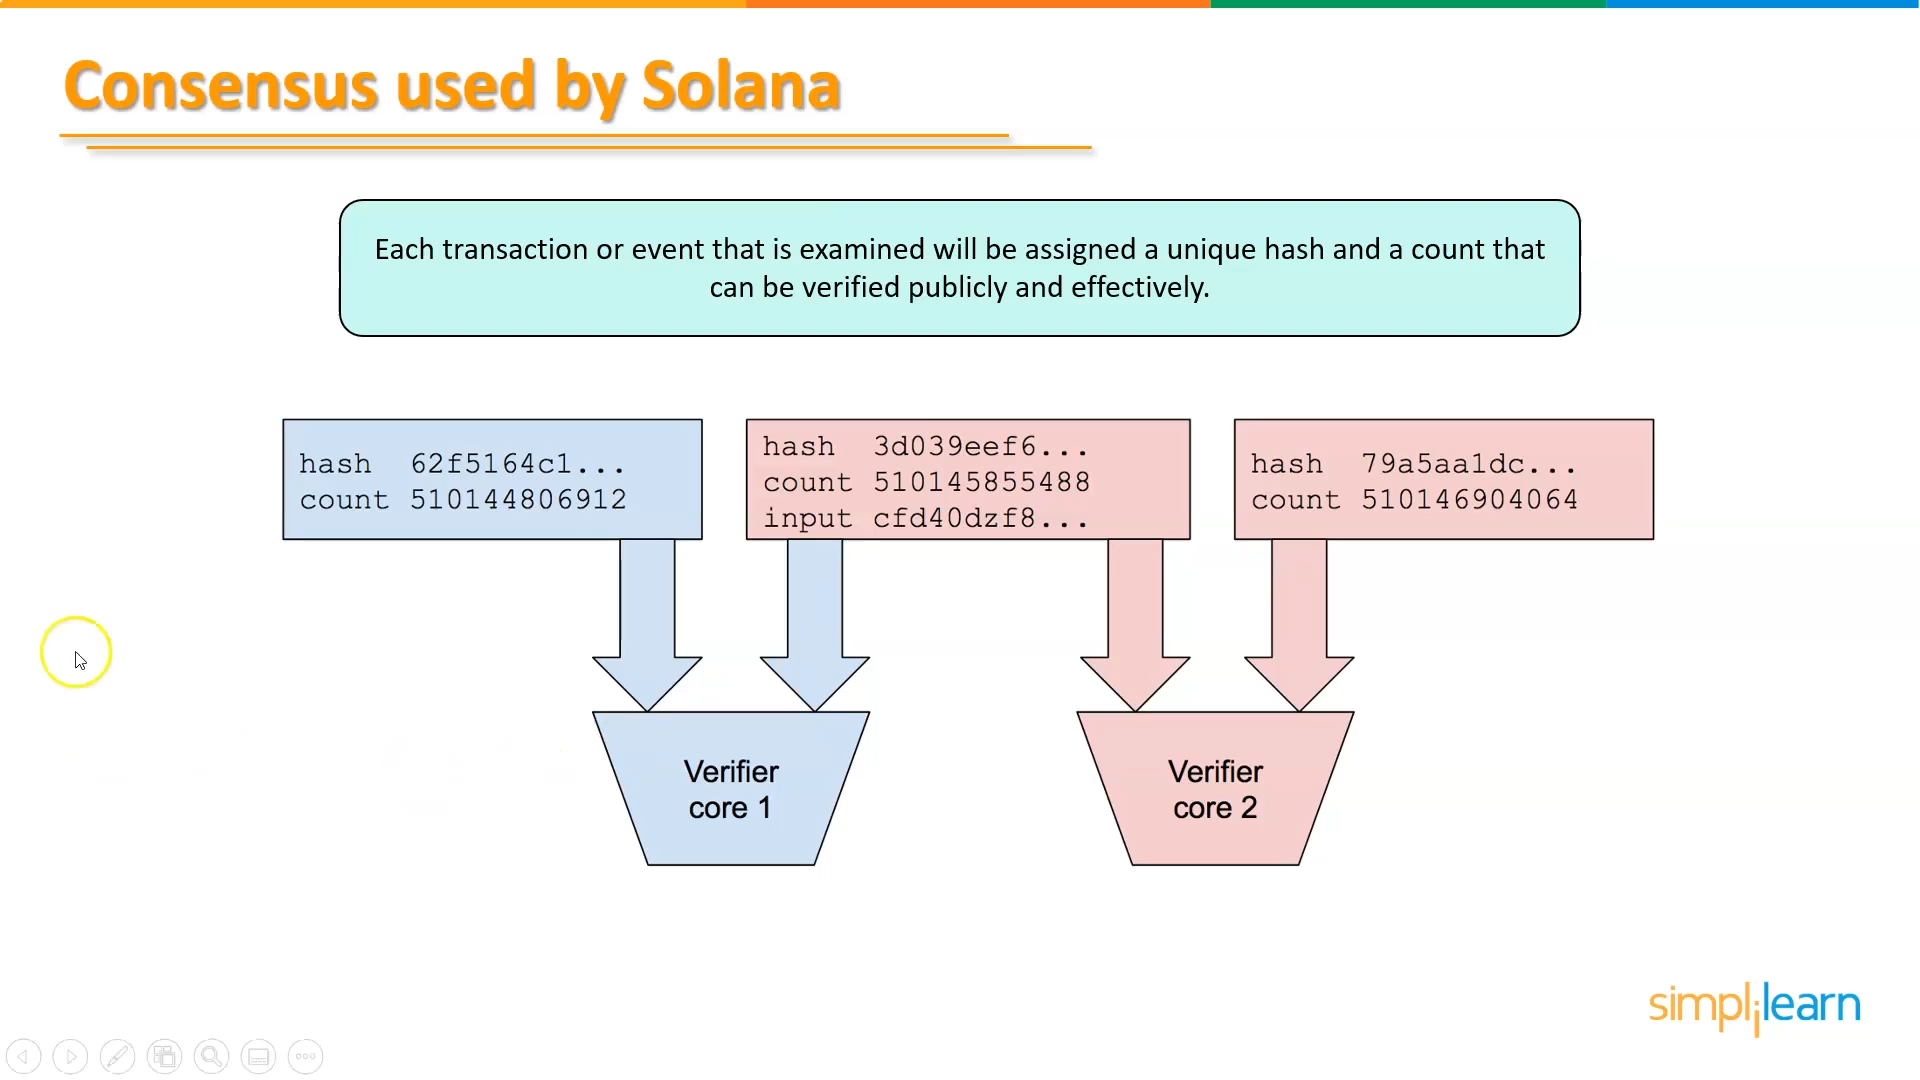 Consensus used by Solana
Each transaction or event that is examined will be assigned a unique hash and a count that
can be verified publicly and effectively.
hash 62f5164c1...
count 510144806912
hash 3d039eef6...
count 510145855488
input cfd40dzf8...
hash 79a5aa1dc...
count 510146904064
Verifier
core 1
Verifier
core 2
simplilearn